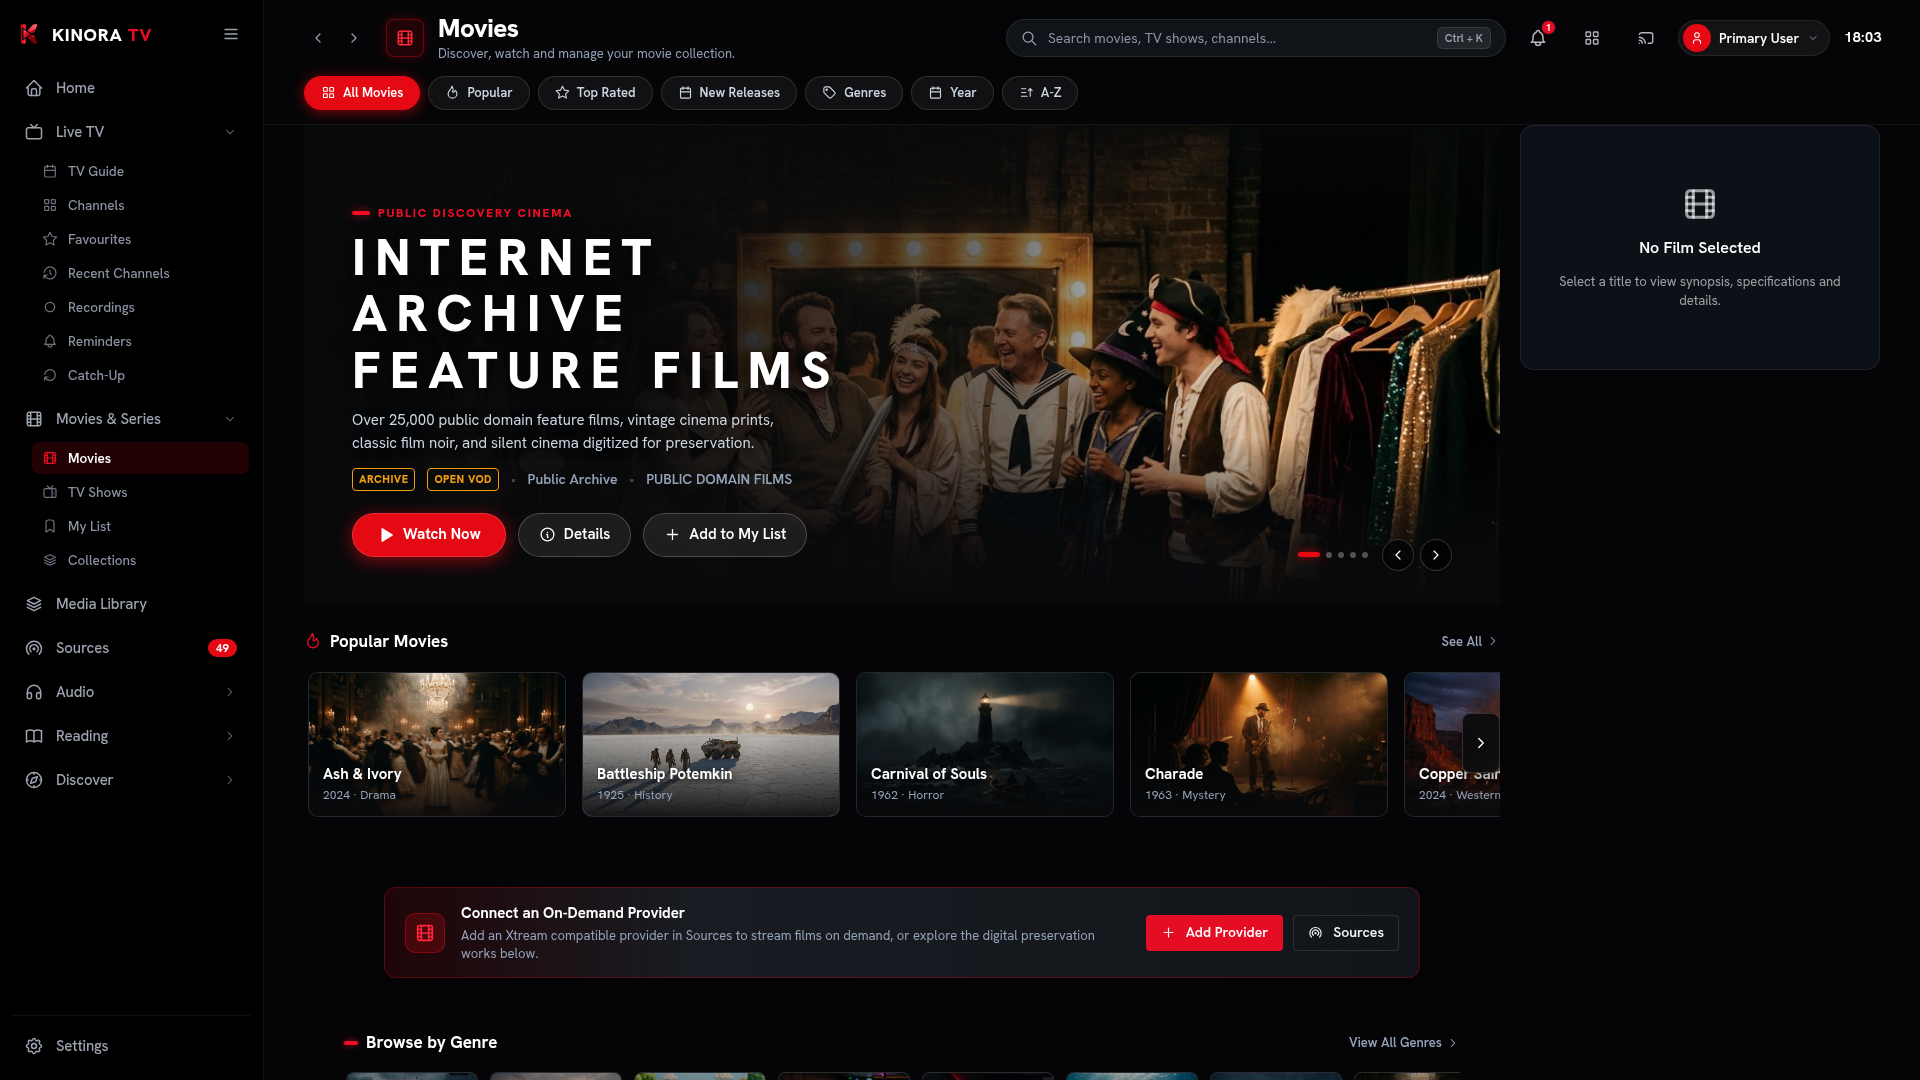 KINORA TV
Home
Live TV
TV Guide
Channels
Favourites
Recent Channels
Recordings
Reminders
Catch-Up
Movies & Series
Movies
TV Shows
My List
Collections
Media Library
Sources 49
Audio
Reading
Discover
Settings
Movies
Discover, watch and manage your movie collection.
Search movies, TV shows, channels...
Ctrl + K
1
Primary User
18:03
All Movies
Popular
Top Rated
New Releases
Genres
Year
A-Z
PUBLIC DISCOVERY CINEMA
INTERNET
ARCHIVE
FEATURE FILMS
Over 25,000 public domain feature films, vintage cinema prints,
classic film noir, and silent cinema digitized for preservation.
ARCHIVE OPEN VOD • Public Archive • PUBLIC DOMAIN FILMS
Watch Now
Details
Add to My List
No Film Selected
Select a title to view synopsis, specifications and
details.
Popular Movies
See All
Ash & Ivory
2024 · Drama
Battleship Potemkin
1925 · History
Carnival of Souls
1962 · Horror
Charade
1963 · Mystery
Copper
2024 · Western
Connect an On-Demand Provider
Add an Xtream compatible provider in Sources to stream films on demand, or explore the digital preservation
works below.
Add Provider
Sources
Browse by Genre
View All Genres